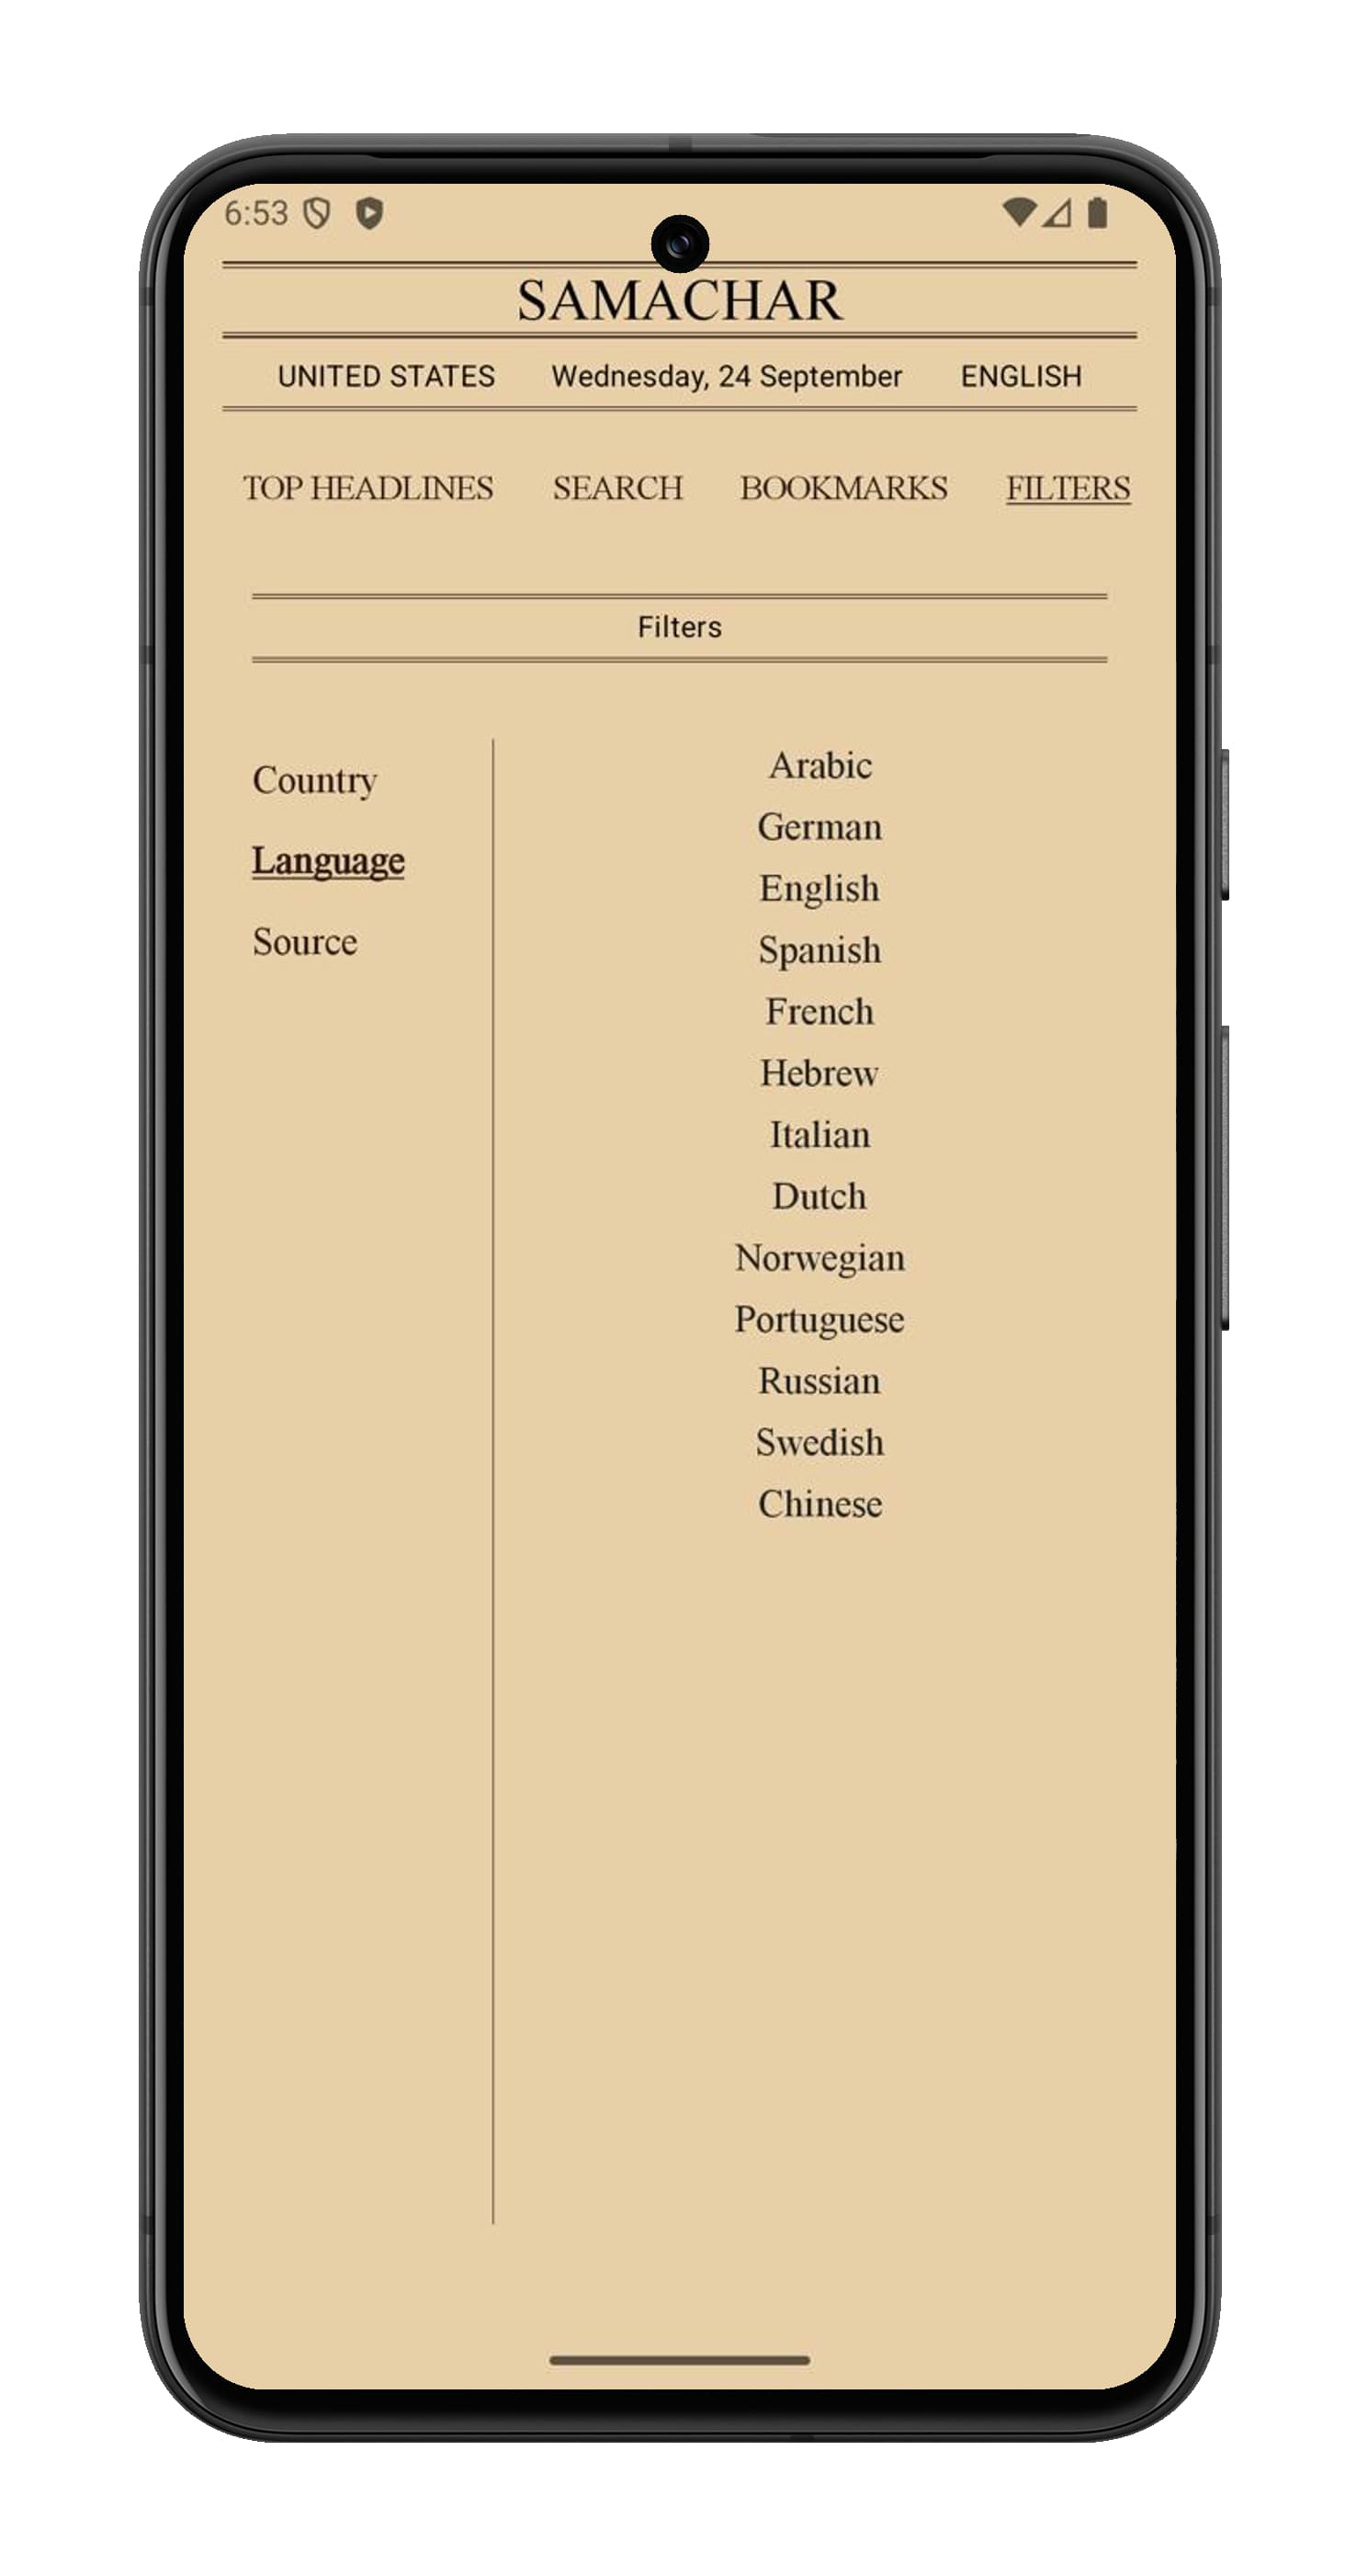 6:53
SAMACHAR
UNITED STATES Wednesday, 24 September ENGLISH
TOP HEADLINES SEARCH BOOKMARKS FILTERS
Filters
Country
Language
Source
Arabic
German
English
Spanish
French
Hebrew
Italian
Dutch
Norwegian
Portuguese
Russian
Swedish
Chinese